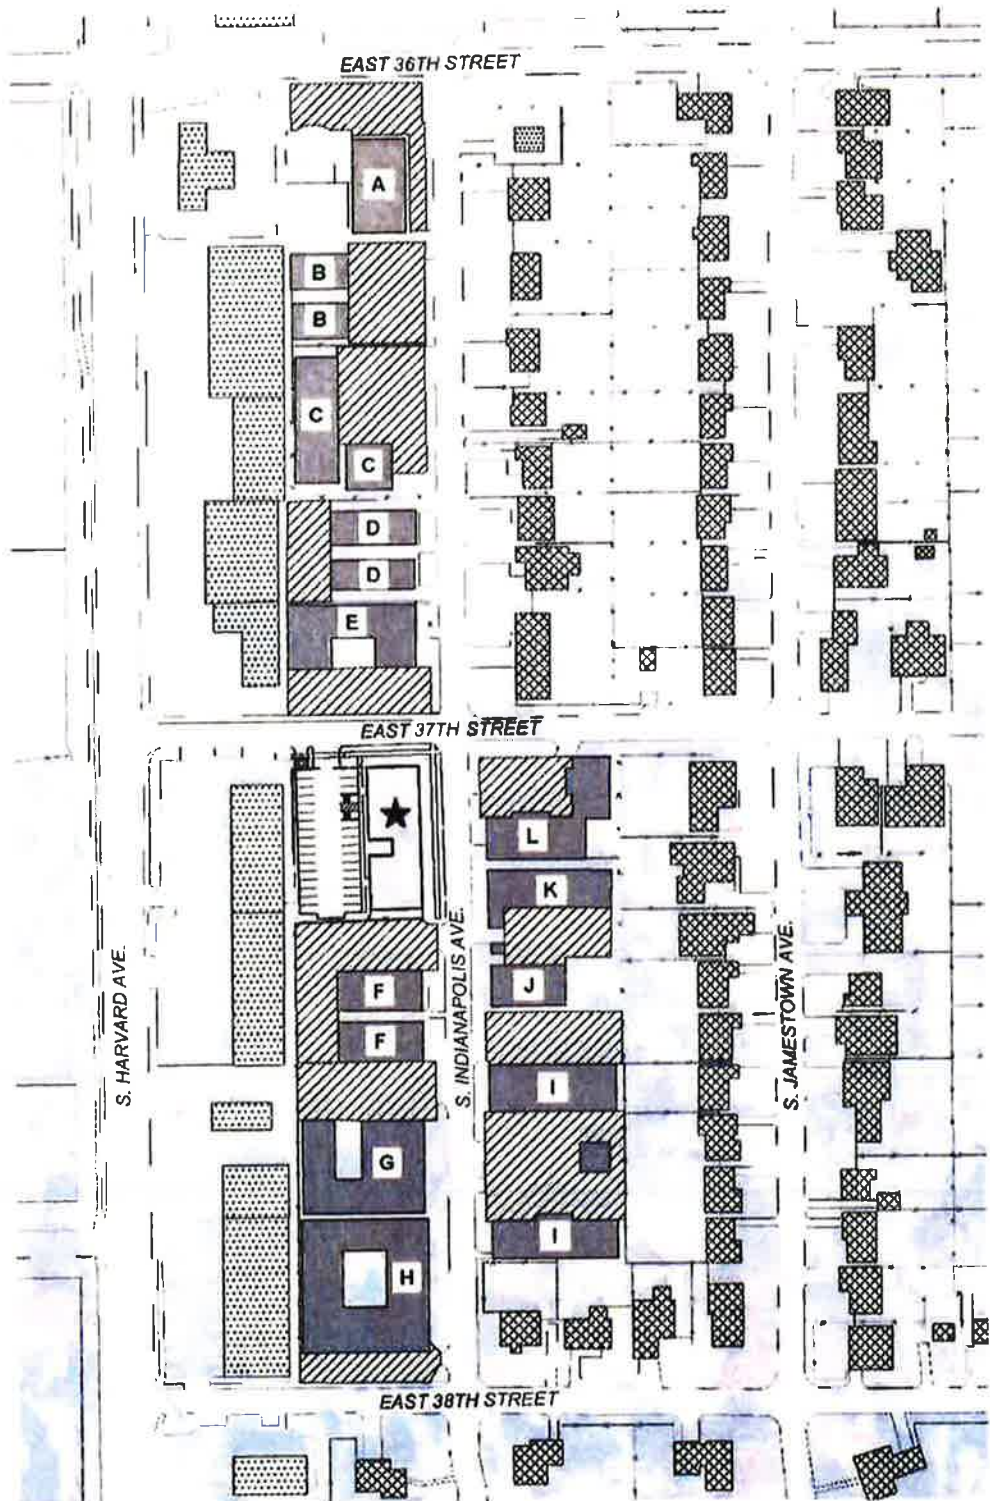 EAST 36TH STREET
A
B
B
C
C
D
D
E
EAST 37TH STREET
L
K
F
J
F
I
G
I
H
S. HARVARD AVE.
S. INDIANAPOLIS AVE.
S. JAMESTOWN AVE.
EAST 38TH STREET